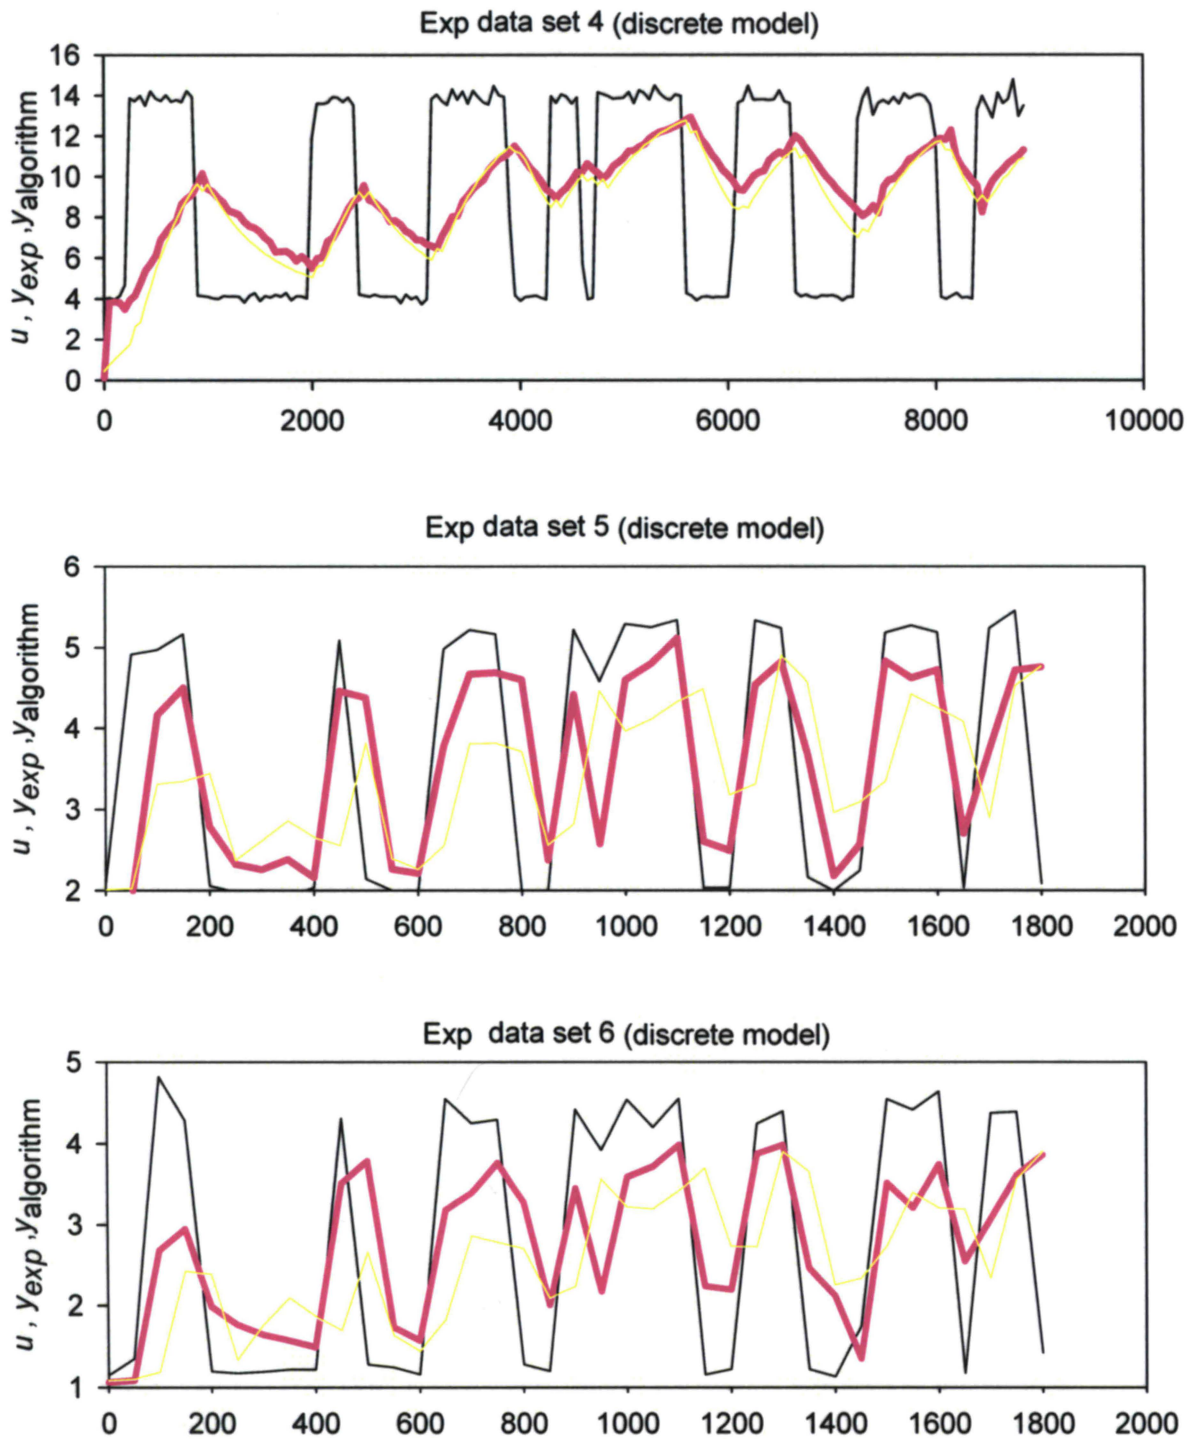 Exp data set 4 (discrete model)
16
14
12
10
8
6
4
2
0
u , yexp ,yalgorithm
0 2000 4000 6000 8000 10000
Exp data set 5 (discrete model)
6
5
4
3
2
u , yexp ,yalgorithm
0 200 400 600 800 1000 1200 1400 1600 1800 2000
Exp data set 6 (discrete model)
5
4
3
2
1
u , yexp ,yalgorithm
0 200 400 600 800 1000 1200 1400 1600 1800 2000